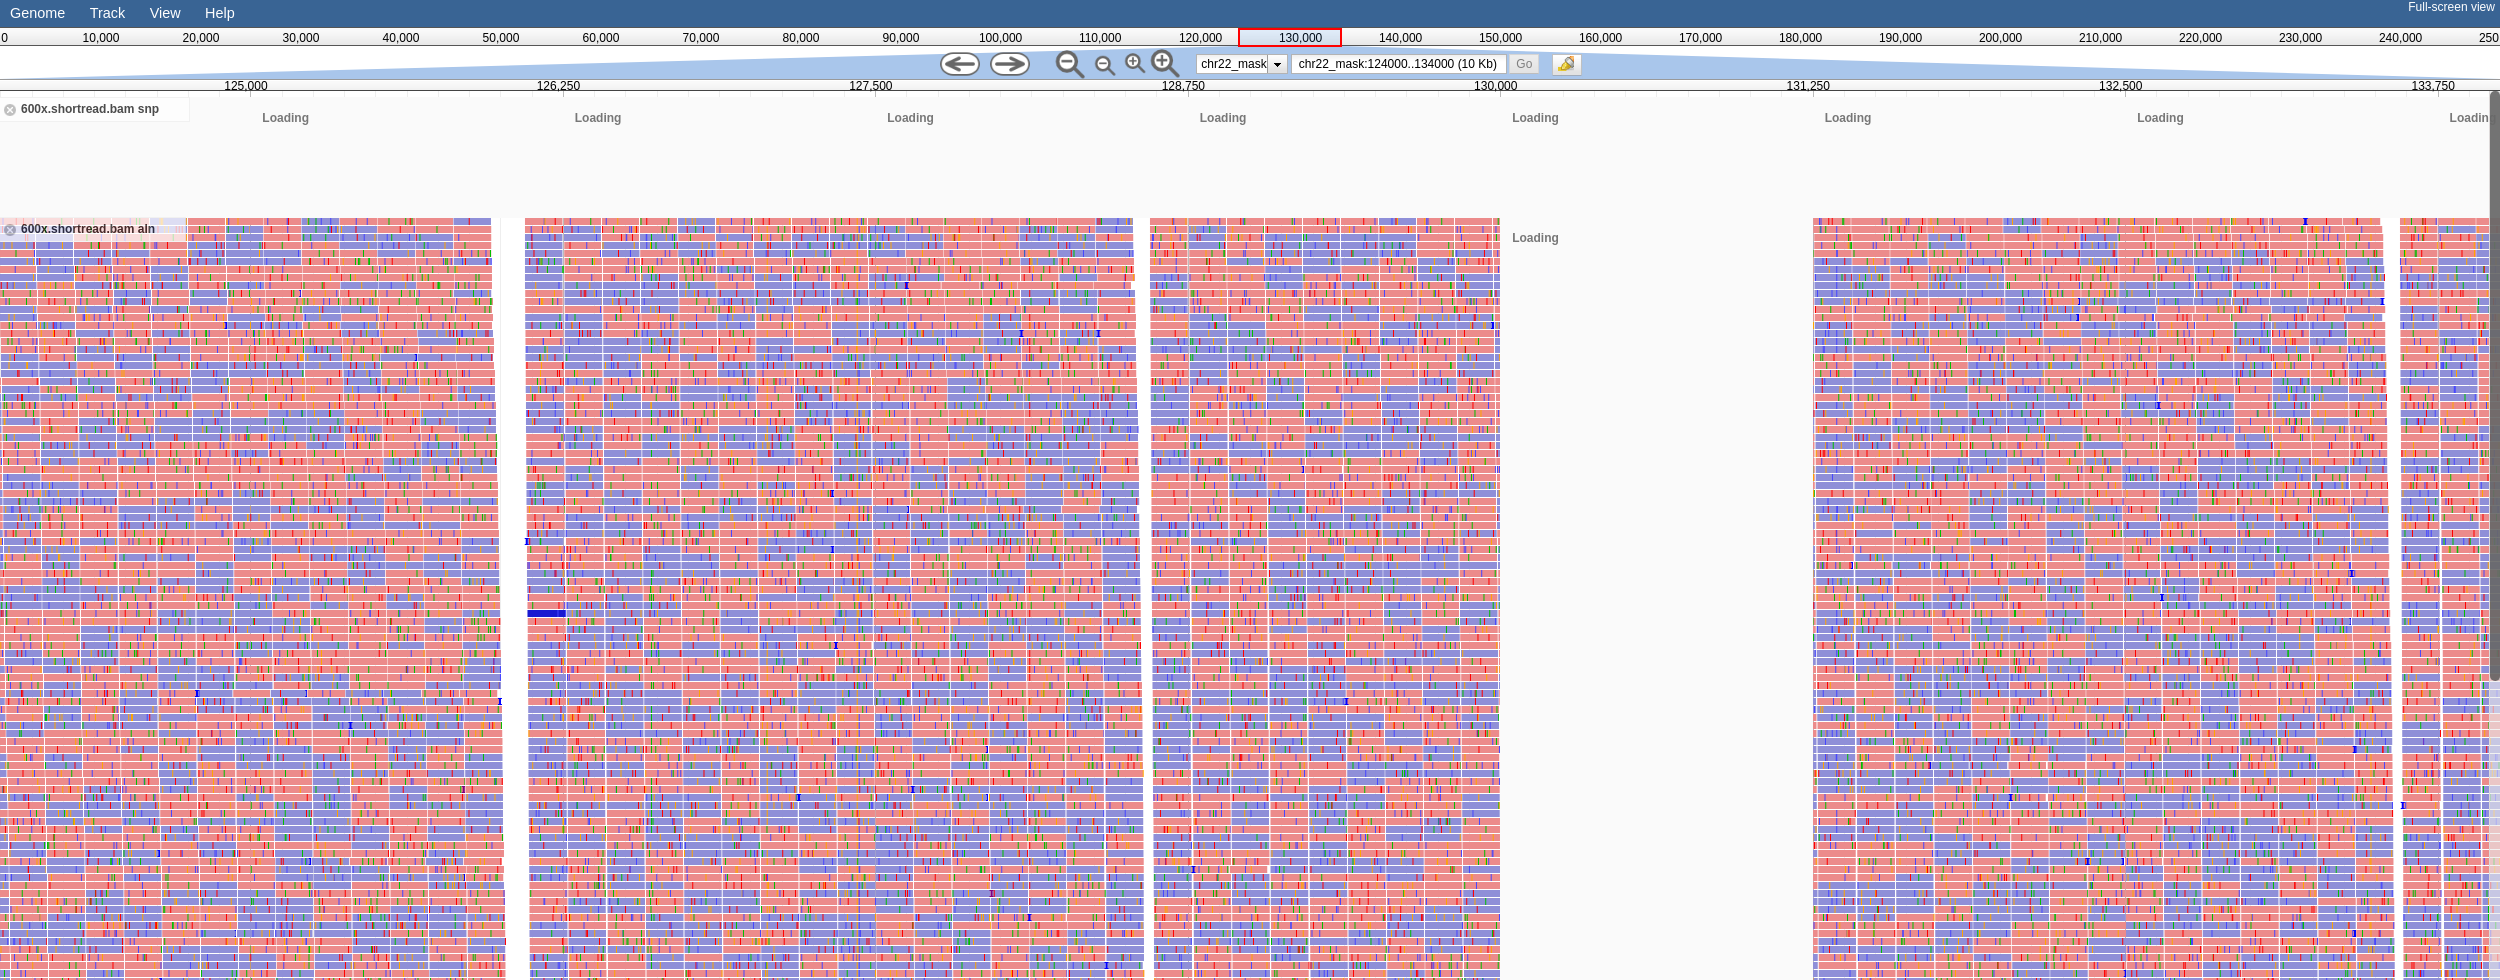 Genome Track View Help Full-screen view
0 10,000 20,000 30,000 40,000 50,000 60,000 70,000 80,000 90,000 100,000 110,000 120,000 130,000 140,000 150,000 160,000 170,000 180,000 190,000 200,000 210,000 220,000 230,000 240,000 250
chr22_mask chr22_mask:124000..134000 (10 Kb) Go
125,000 126,250 127,500 128,750 130,000 131,250 132,500 133,750
600x.shortread.bam snp
Loading Loading Loading Loading Loading Loading Loading Loading
600x.shortread.bam aln
Loading